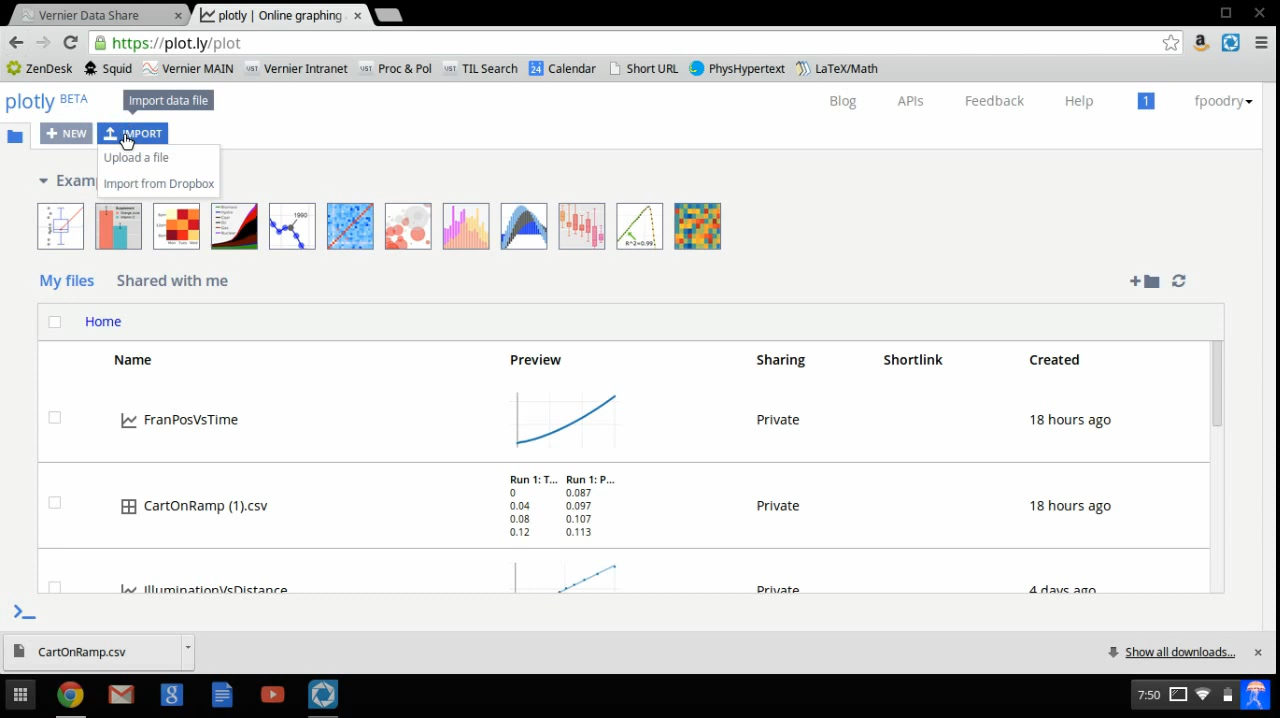 Vernier Data Share
plotly | Online graphing
https://plot.ly/plot
ZenDesk Squid Vernier MAIN VST Vernier Intranet VST Proc & Pol VST TIL Search 24 Calendar Short URL PhysHypertext LaTeX/Math
plotly BETA
Import data file
Blog APIs Feedback Help 1 fpoodry
NEW IMPORT
Upload a file
Import from Dropbox
Exam
1990
R^2=0.99
My files Shared with me
Home
Name Preview Sharing Shortlink Created
FranPosVsTime Private 18 hours ago
Run 1: T... Run 1: P...
0 0.087
0.04 0.097
CartOnRamp (1).csv Private 18 hours ago
0.08 0.107
0.12 0.113
IlluminationVsDistance Private 4 days ago
CartOnRamp.csv
Show all downloads...
7:50